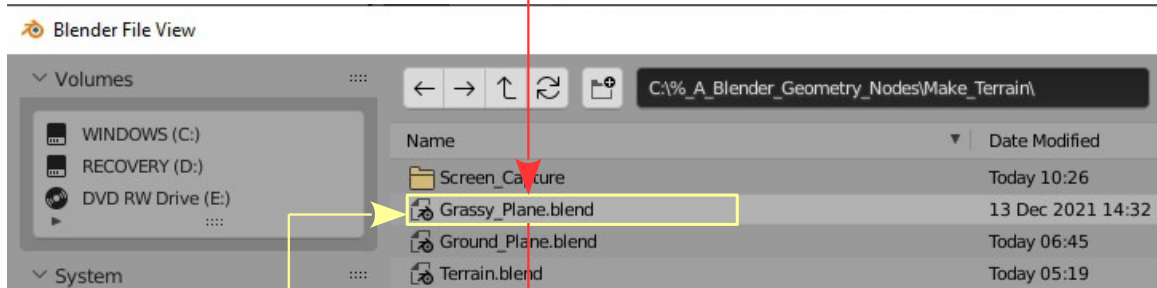 Blender File View
Volumes
C:\%_A_Blender_Geometry_Nodes\Make_Terrain\
WINDOWS (C:)
RECOVERY (D:)
DVD RW Drive (E:)
System
Name Date Modified
Screen_Capture Today 10:26
Grassy_Plane.blend 13 Dec 2021 14:32
Ground_Plane.blend Today 06:45
Terrain.blend Today 05:19